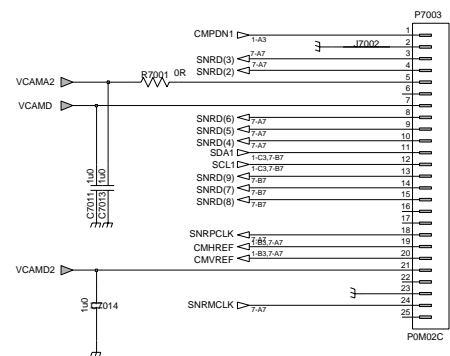 P7003
CMPDN1 1-A3 1
J7002 2
SNRD(3) 7-A7 3
SNRD(2) 7-A7 4
VCAMA2 R7001 0R 5
6
VCAMD 7
SNRD(6) 7-A7 8
SNRD(5) 7-A7 9
SNRD(4) 7-A7 10
SDA1 7-A7 11
SCL1 1-C3,7-B7 12
SNRD(9) 1-C3,7-B7 13
SNRD(7) 7-B7 14
SNRD(8) 7-B7 15
7-B7 16
17
C7011 1u0
C7013 1u0
SNRPCLK 18
CMHREF 7-A7 1-B3,7-A7 19
CMVREF 1-B3,7-A7 20
VCAMD2 21
22
23
1u0 C7014
SNRMCLK 7-A7 24
25
P0M02C